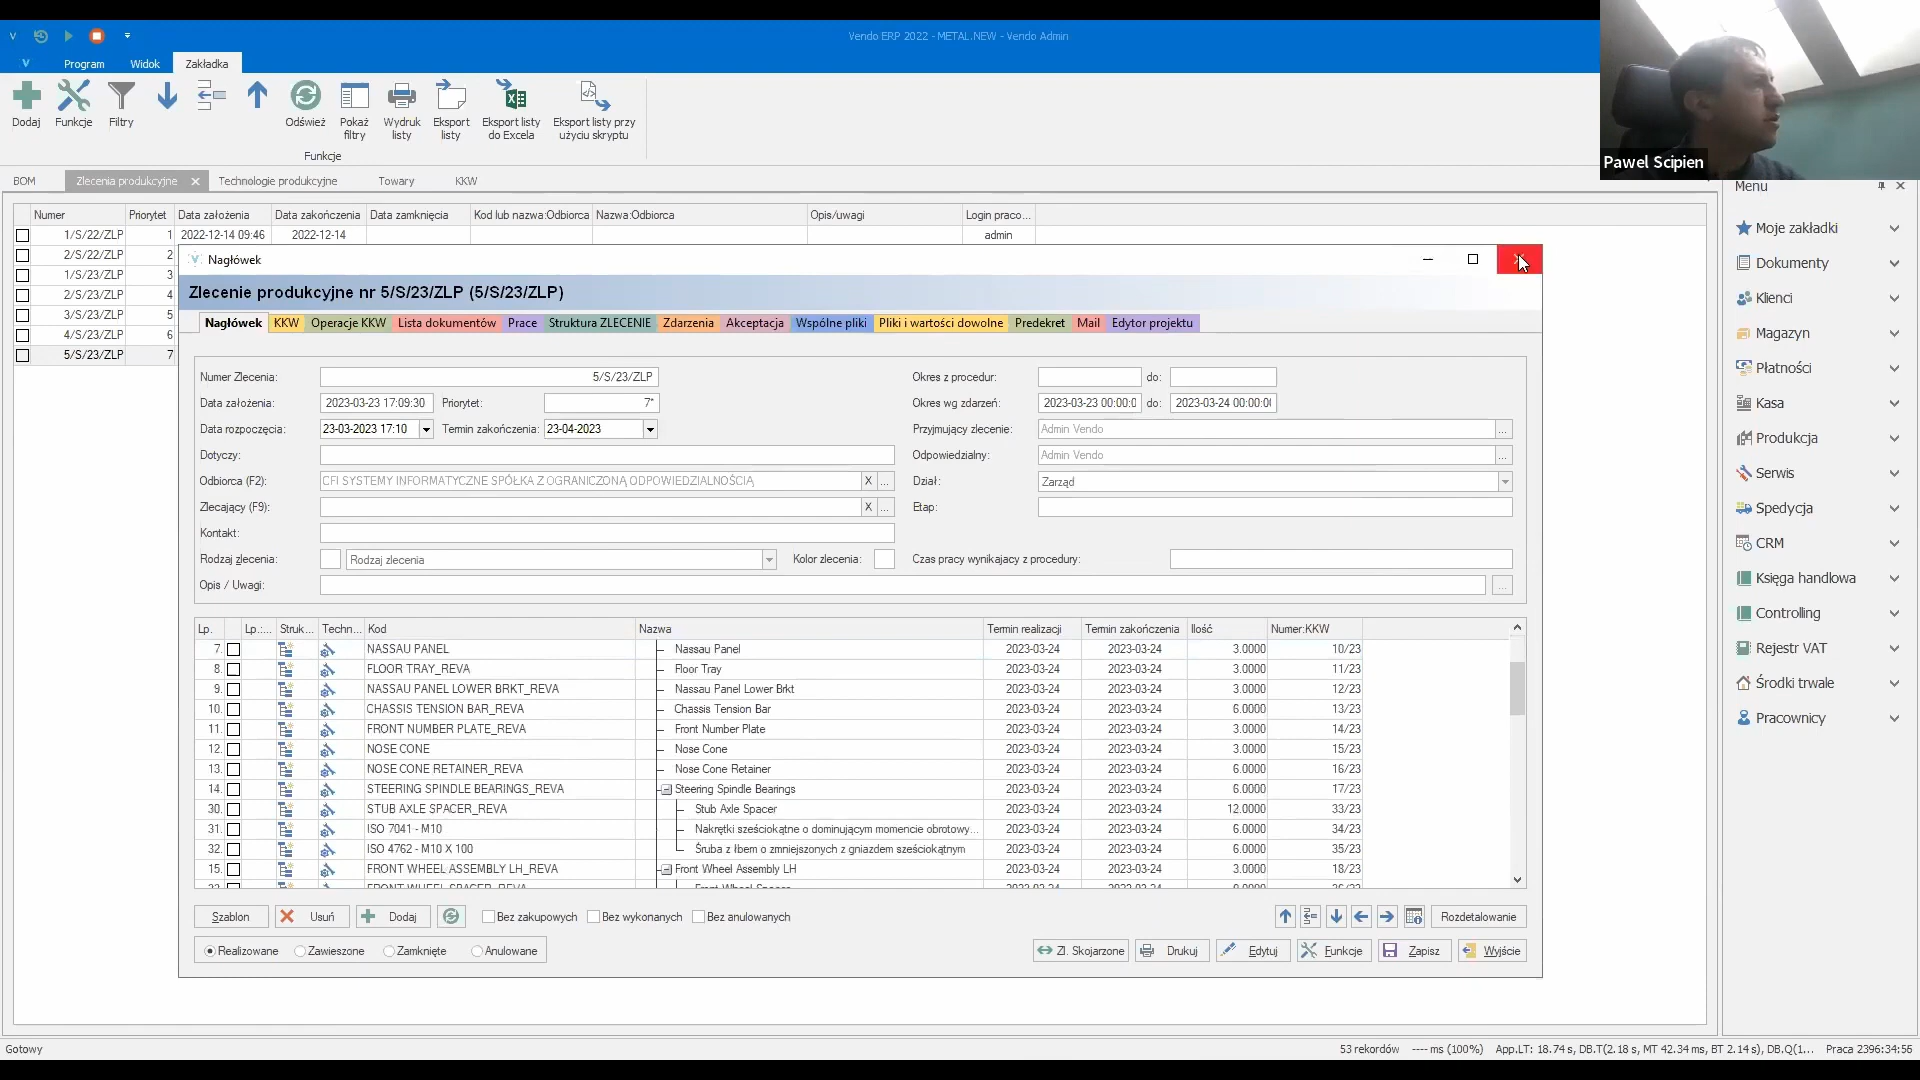 Vendo ERP 2022 - METAL.NEW - Vendo Admin
Program Widok Zakładka
Dodaj Funkcje Filtry Odśwież Pokaż filtry Wydruk listy Eksport listy Eksport listy do Excela Eksport listy przy użyciu skryptu
Funkcje
Pawel Scipien
BOM Zlecenia produkcyjne Technologie produkcyjne Towary KKW
Menu
Numer Priorytet Data założenia Data zakończenia Data zamknięcia Kod lub nazwa:Odbiorca Nazwa:Odbiorca Opis/uwagi Login praco...
1/S/22/ZLP 1 2022-12-14 09:46 2022-12-14 admin
2/S/22/ZLP 2
1/S/23/ZLP 3
2/S/23/ZLP 4
3/S/23/ZLP 5
4/S/23/ZLP 6
5/S/23/ZLP 7
Nagłówek
Zlecenie produkcyjne nr 5/S/23/ZLP (5/S/23/ZLP)
Nagłówek KKW Operacje KKW Lista dokumentów Prace Struktura ZLECENIE Zdarzenia Akceptacja Wspólne pliki Pliki i wartości dowolne Predekret Mail Edytor projektu
Numer Zlecenia: 5/S/23/ZLP Okres z procedur: do:
Data założenia: 2023-03-23 17:09:30 Priorytet: 7* Okres wg zdarzeń: 2023-03-23 00:00:0 do: 2023-03-24 00:00:0
Data rozpoczęcia: 23-03-2023 17:10 Termin zakończenia: 23-04-2023 Przyjmujący zlecenie: Admin Vendo ...
Dotyczy: Odpowiedzialny: Admin Vendo ...
Odbiorca (F2): CFI SYSTEMY INFORMATYCZNE SPÓŁKA Z OGRANICZONĄ ODPOWIEDZIALNOŚCIĄ X ... Dział: Zarząd
Zlecający (F9): X ... Etap:
Kontakt:
Rodzaj zlecenia: Rodzaj zlecenia Kolor zlecenia: Czas pracy wynikający z procedury:
Opis / Uwagi: ...
Lp. Lp.:... Struk... Techn... Kod Nazwa Termin realizacji Termin zakończenia Ilość Numer:KKW
7. NASSAU PANEL Nassau Panel 2023-03-24 2023-03-24 3.0000 10/23
8. FLOOR TRAY_REVA Floor Tray 2023-03-24 2023-03-24 3.0000 11/23
9. NASSAU PANEL LOWER BRKT_REVA Nassau Panel Lower Brkt 2023-03-24 2023-03-24 3.0000 12/23
10. CHASSIS TENSION BAR_REVA Chassis Tension Bar 2023-03-24 2023-03-24 6.0000 13/23
11. FRONT NUMBER PLATE_REVA Front Number Plate 2023-03-24 2023-03-24 3.0000 14/23
12. NOSE CONE Nose Cone 2023-03-24 2023-03-24 3.0000 15/23
13. NOSE CONE RETAINER_REVA Nose Cone Retainer 2023-03-24 2023-03-24 6.0000 16/23
14. STEERING SPINDLE BEARINGS_REVA Steering Spindle Bearings 2023-03-24 2023-03-24 6.0000 17/23
30. STUB AXLE SPACER_REVA Stub Axle Spacer 2023-03-24 2023-03-24 12.0000 33/23
31. ISO 7041 - M10 Nakrętki sześciokątne o dominującym momencie obrotowy... 2023-03-24 2023-03-24 6.0000 34/23
32. ISO 4762 - M10 X 100 Śruba z łbem o zmniejszonych z gniazdem sześciokątnym 2023-03-24 2023-03-24 6.0000 35/23
15. FRONT WHEEL ASSEMBLY LH_REVA Front Wheel Assembly LH 2023-03-24 2023-03-24 3.0000 18/23
Szablon Usuń Dodaj Bez zakupowych Bez wykonanych Bez anulowanych Rozdetalowanie
Realizowane Zawieszone Zamknięte Anulowane Zl. Skojarzone Drukuj Edytuj Funkcje Zapisz Wyjście
Moje zakładki
Dokumenty
Klienci
Magazyn
Płatności
Kasa
Produkcja
Serwis
Spedycja
CRM
Księga handlowa
Controlling
Rejestr VAT
Środki trwałe
Pracownicy
Gotowy 53 rekordów ---- ms (100%) App.LT: 18.74 s, DB.T(2.18 s, MT 42.34 ms, BT 2.14 s), DB.Q(1... Praca 2396:34:56